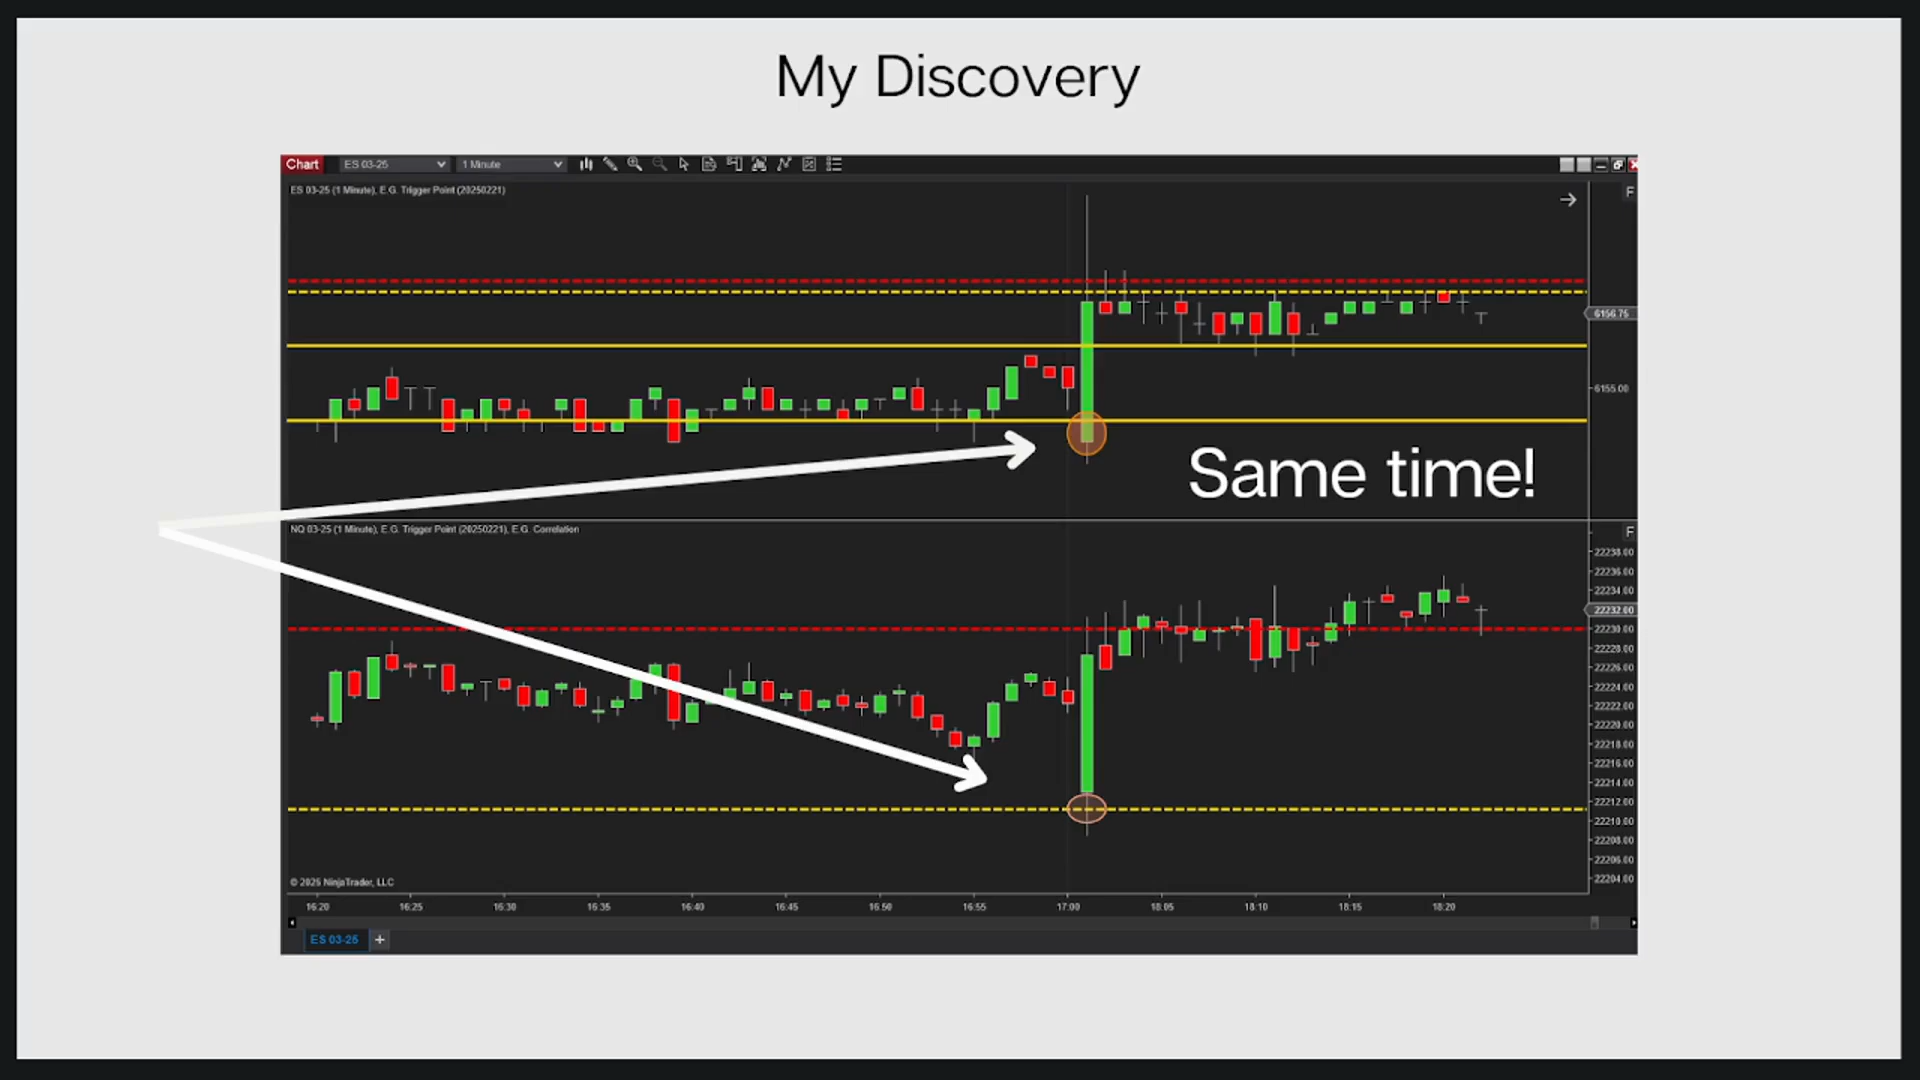 My Discovery
Chart ES 03-25 1 Minute
ES 03-25 (1 Minute), E.G. Trigger Point (20250221)
F
6156.75
6155.00
Same time!
NQ 03-25 (1 Minute), E.G. Trigger Point (20250221), E.G. Correlation
F
22238.00
22236.00
22234.00
22232.00
22230.00
22228.00
22226.00
22224.00
22222.00
22220.00
22218.00
22216.00
22214.00
22212.00
22210.00
22208.00
22206.00
22204.00
© 2025 NinjaTrader, LLC
16:20 16:25 16:30 16:35 16:40 16:45 16:50 16:55 17:00 18:05 18:10 18:15 18:20
ES 03-25 +